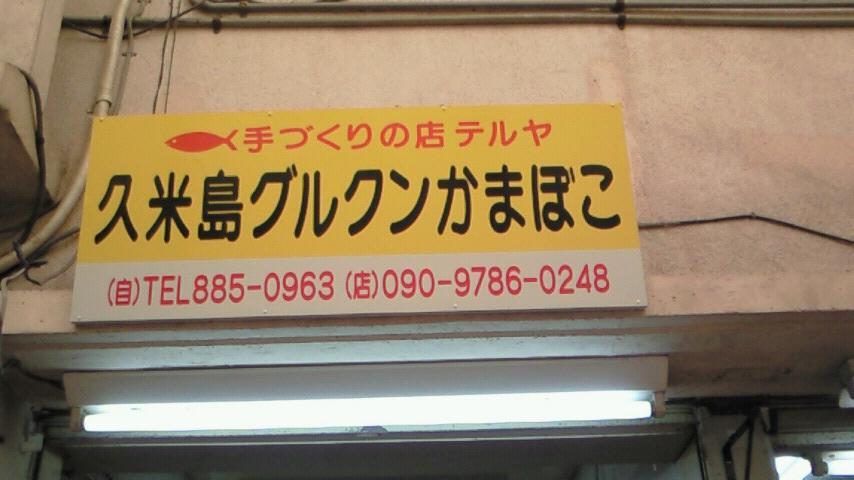 手づくりの店 テルヤ
久米島グルクンかまぼこ
(自)TEL885-0963 (店)090-9786-0248